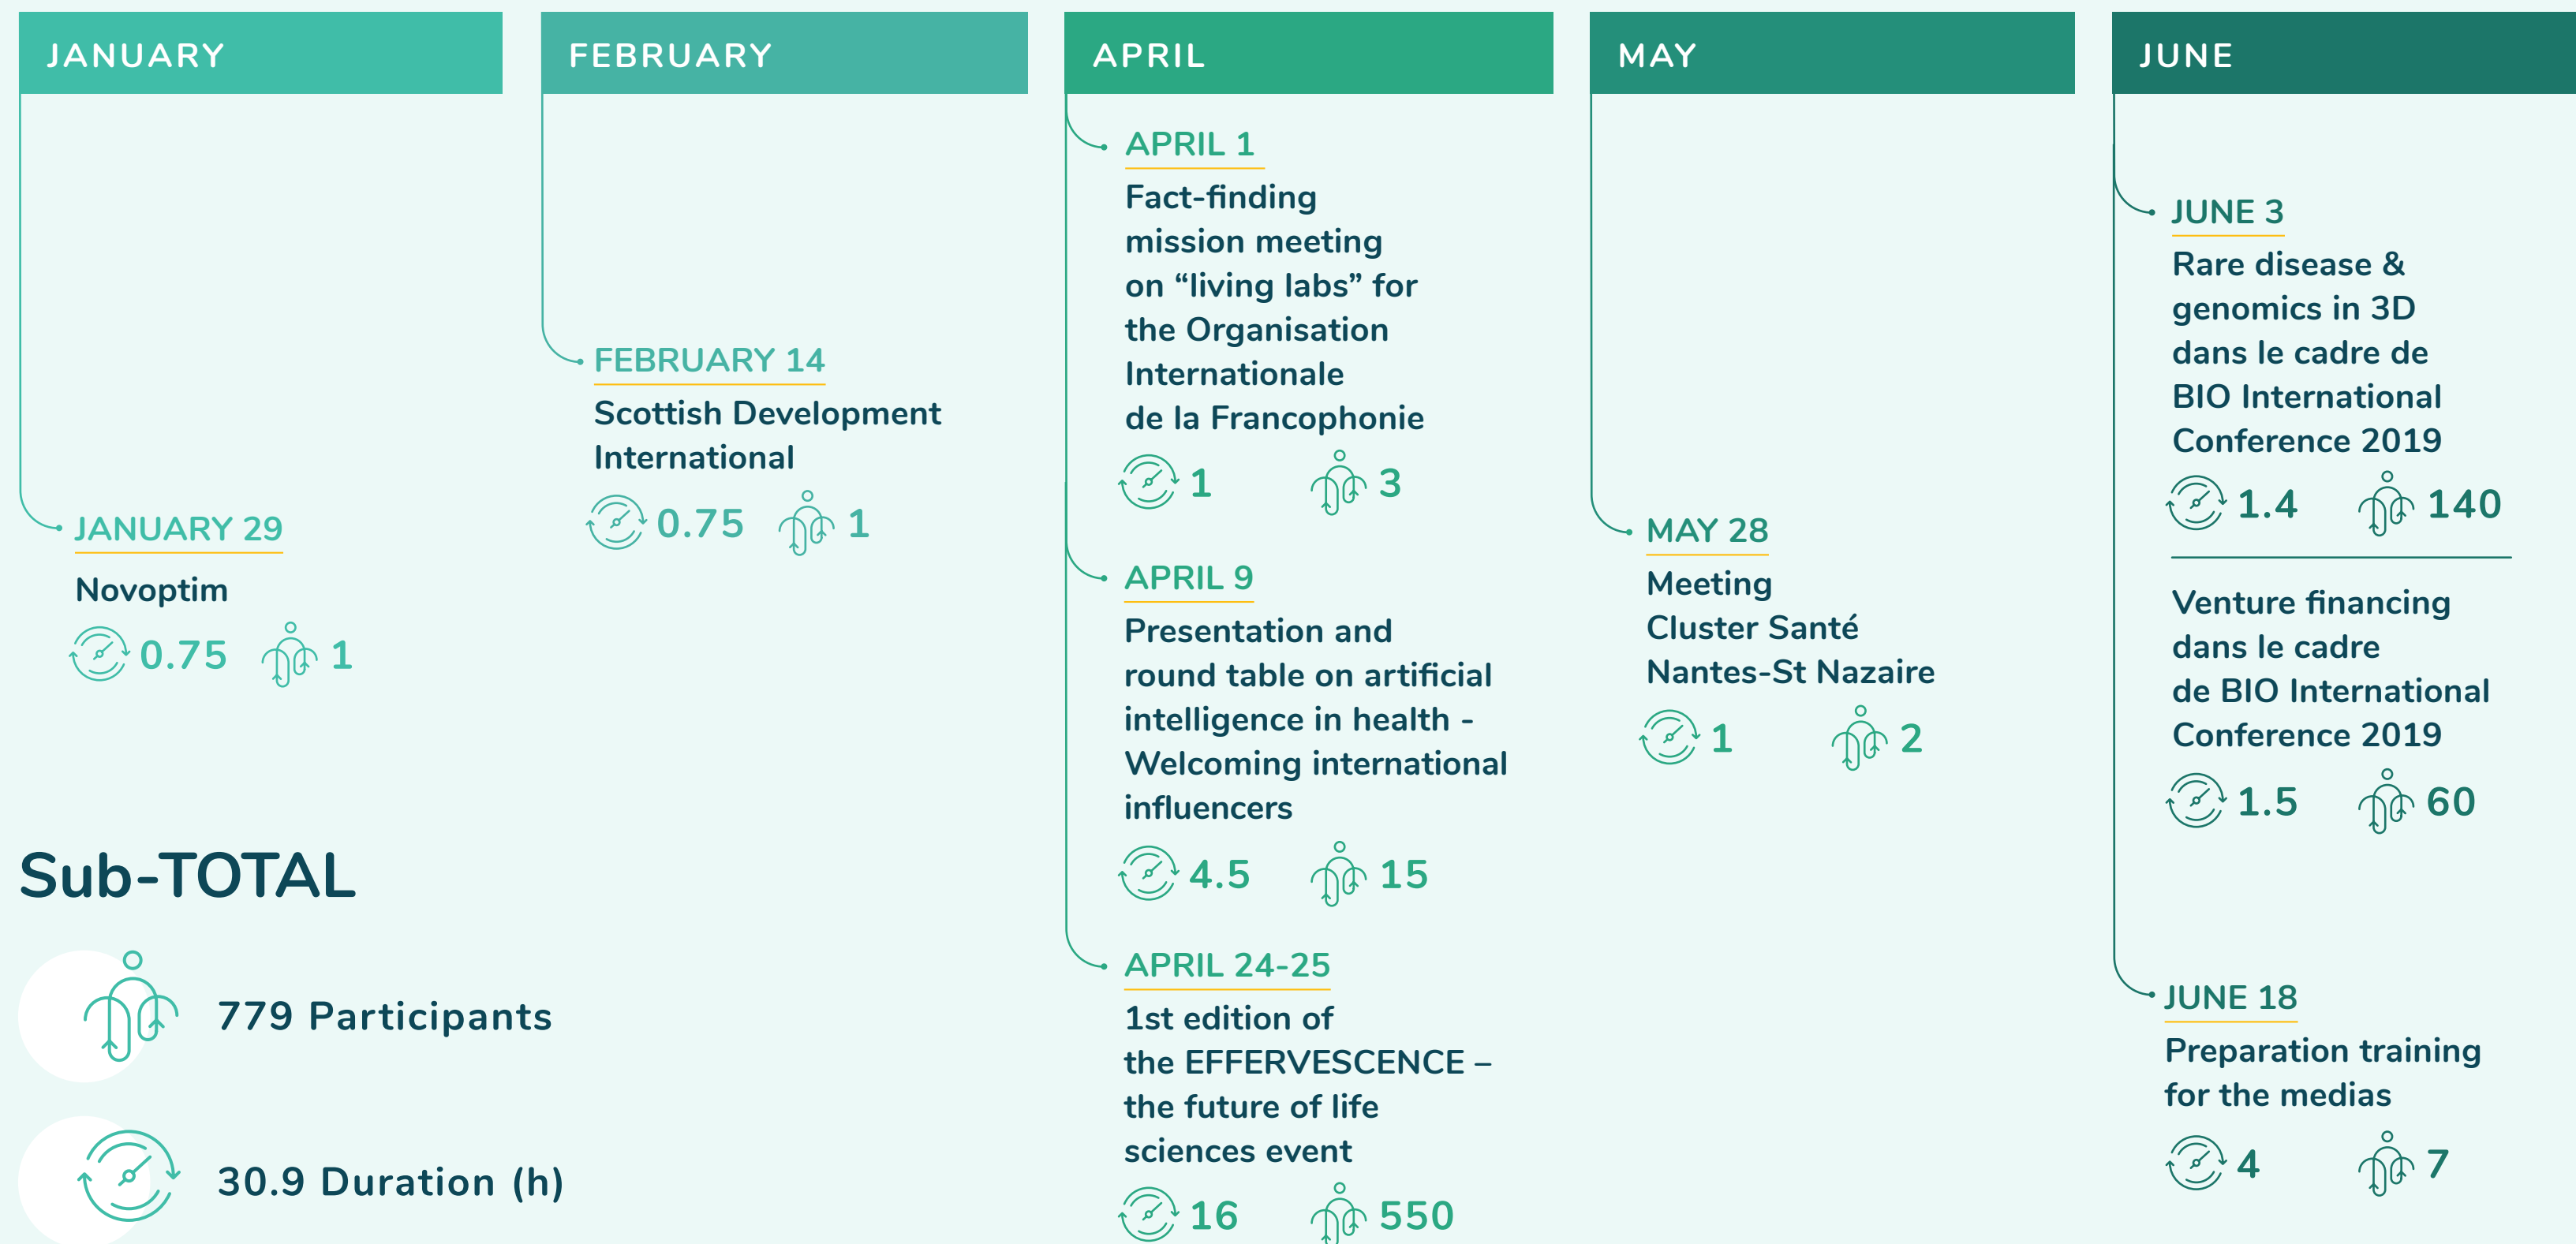 JANUARY
JANUARY 29
Novoptim
0.75 1
Sub-TOTAL
779 Participants
30.9 Duration (h)
FEBRUARY
FEBRUARY 14
Scottish Development
International
0.75 1
APRIL
APRIL 1
Fact-finding
mission meeting
on “living labs” for
the Organisation
Internationale
de la Francophonie
1 3
APRIL 9
Presentation and
round table on artificial
intelligence in health -
Welcoming international
influencers
4.5 15
APRIL 24-25
1st edition of
the EFFERVESCENCE –
the future of life
sciences event
16 550
MAY
MAY 28
Meeting
Cluster Santé
Nantes-St Nazaire
1 2
JUNE
JUNE 3
Rare disease &
genomics in 3D
dans le cadre de
BIO International
Conference 2019
1.4 140
Venture financing
dans le cadre
de BIO International
Conference 2019
1.5 60
JUNE 18
Preparation training
for the medias
4 7